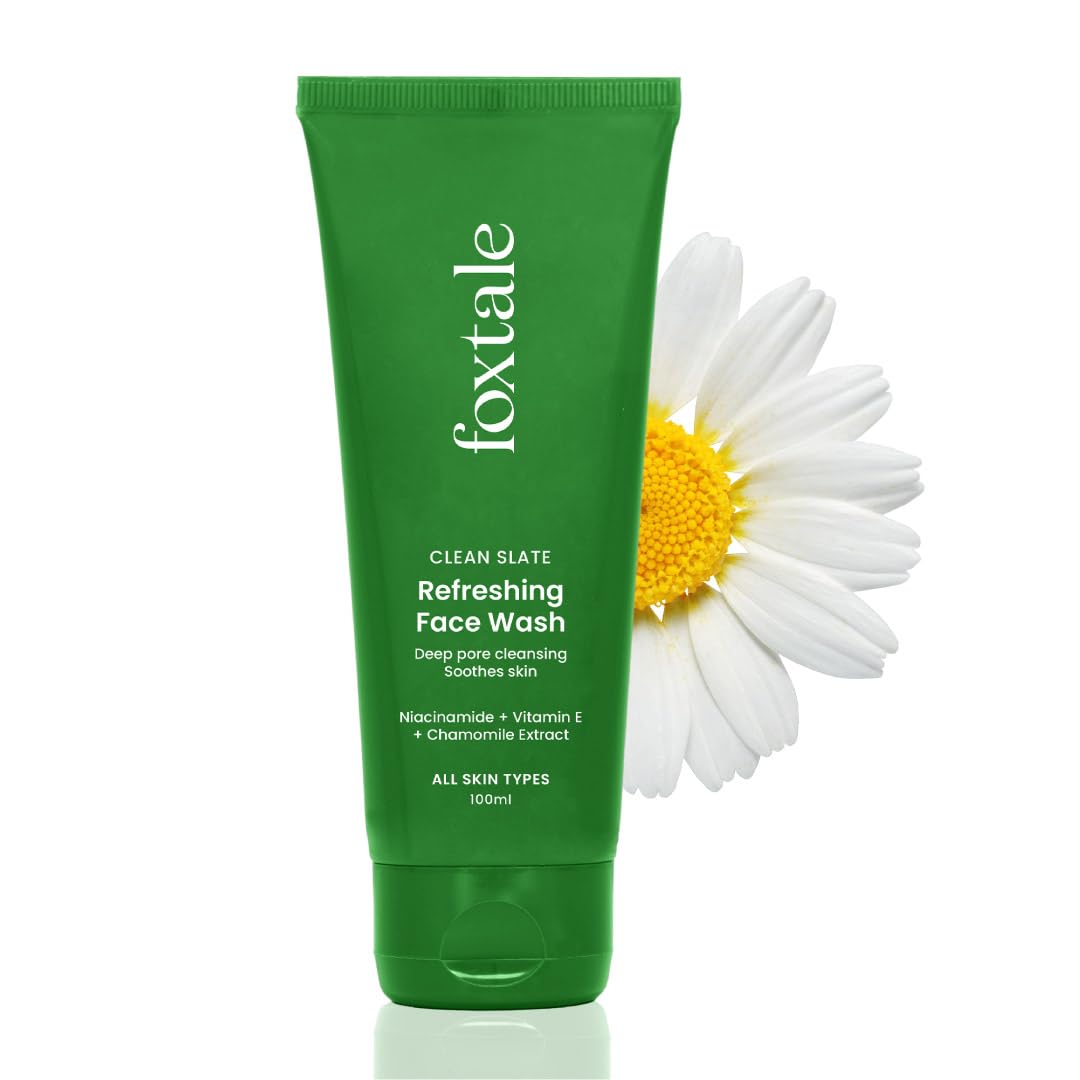 foxtale
CLEAN SLATE
Refreshing
Face Wash
Deep pore cleansing
Soothes skin
Niacinamide + Vitamin E
+ Chamomile Extract
ALL SKIN TYPES
100ml